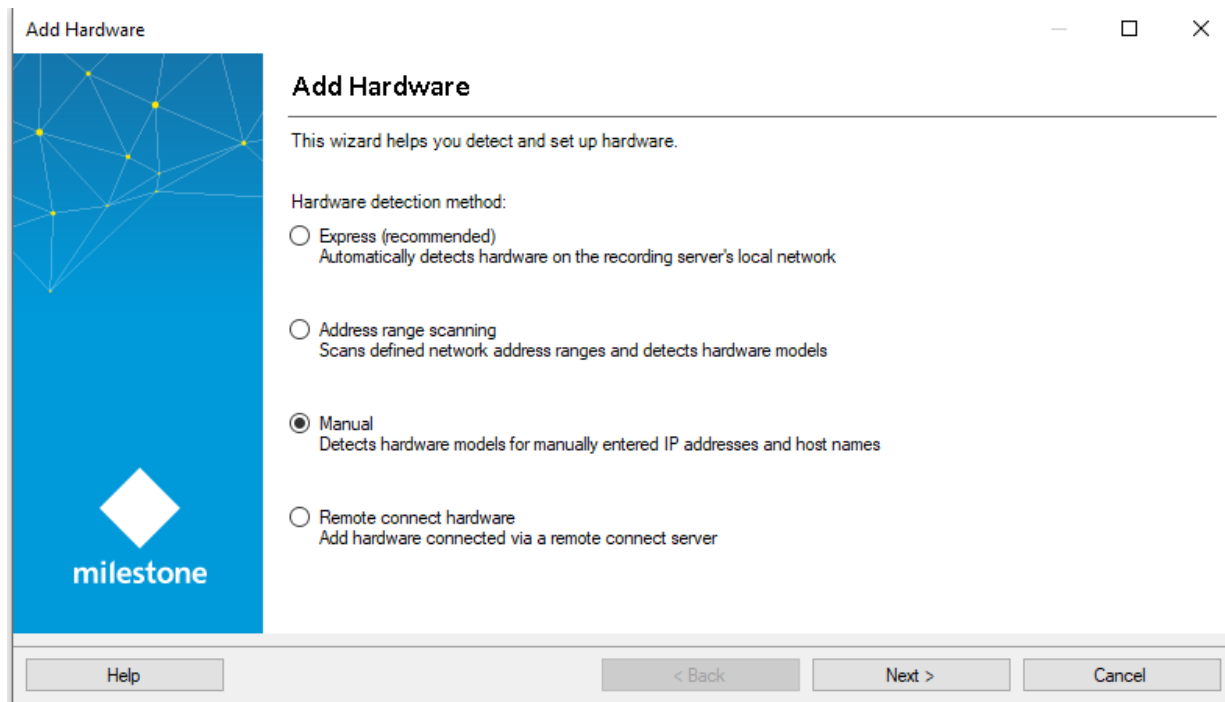 Add Hardware
Add Hardware
This wizard helps you detect and set up hardware.
Hardware detection method:
Express (recommended)
Automatically detects hardware on the recording server's local network
Address range scanning
Scans defined network address ranges and detects hardware models
Manual
Detects hardware models for manually entered IP addresses and host names
Remote connect hardware
Add hardware connected via a remote connect server
milestone
Help
< Back
Next >
Cancel